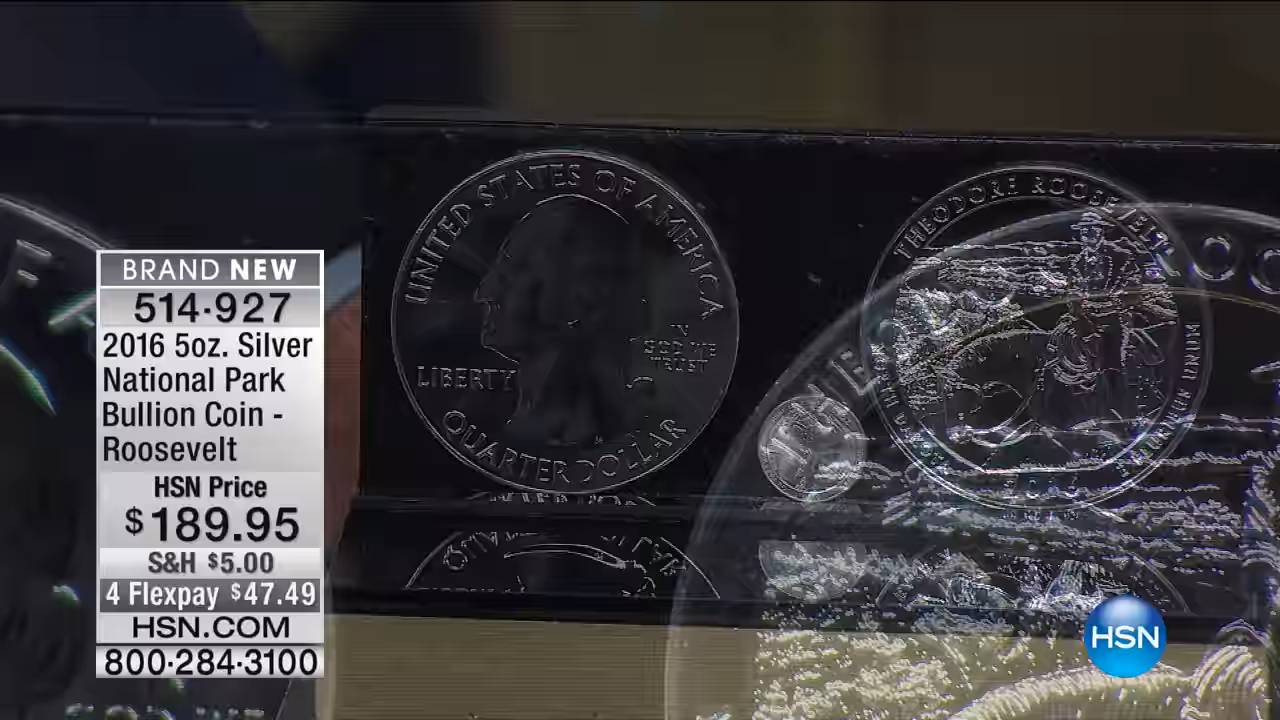 BRAND NEW
514-927
2016 5oz. Silver
National Park
Bullion Coin -
Roosevelt
HSN Price
$189.95
S&H $5.00
4 Flexpay $47.49
HSN.COM
800-284-3100
UNITED STATES OF AMERICA
LIBERTY
GOD WE
TRUST
QUARTER DOLLAR
THEODORE ROOSEVELT
HSN